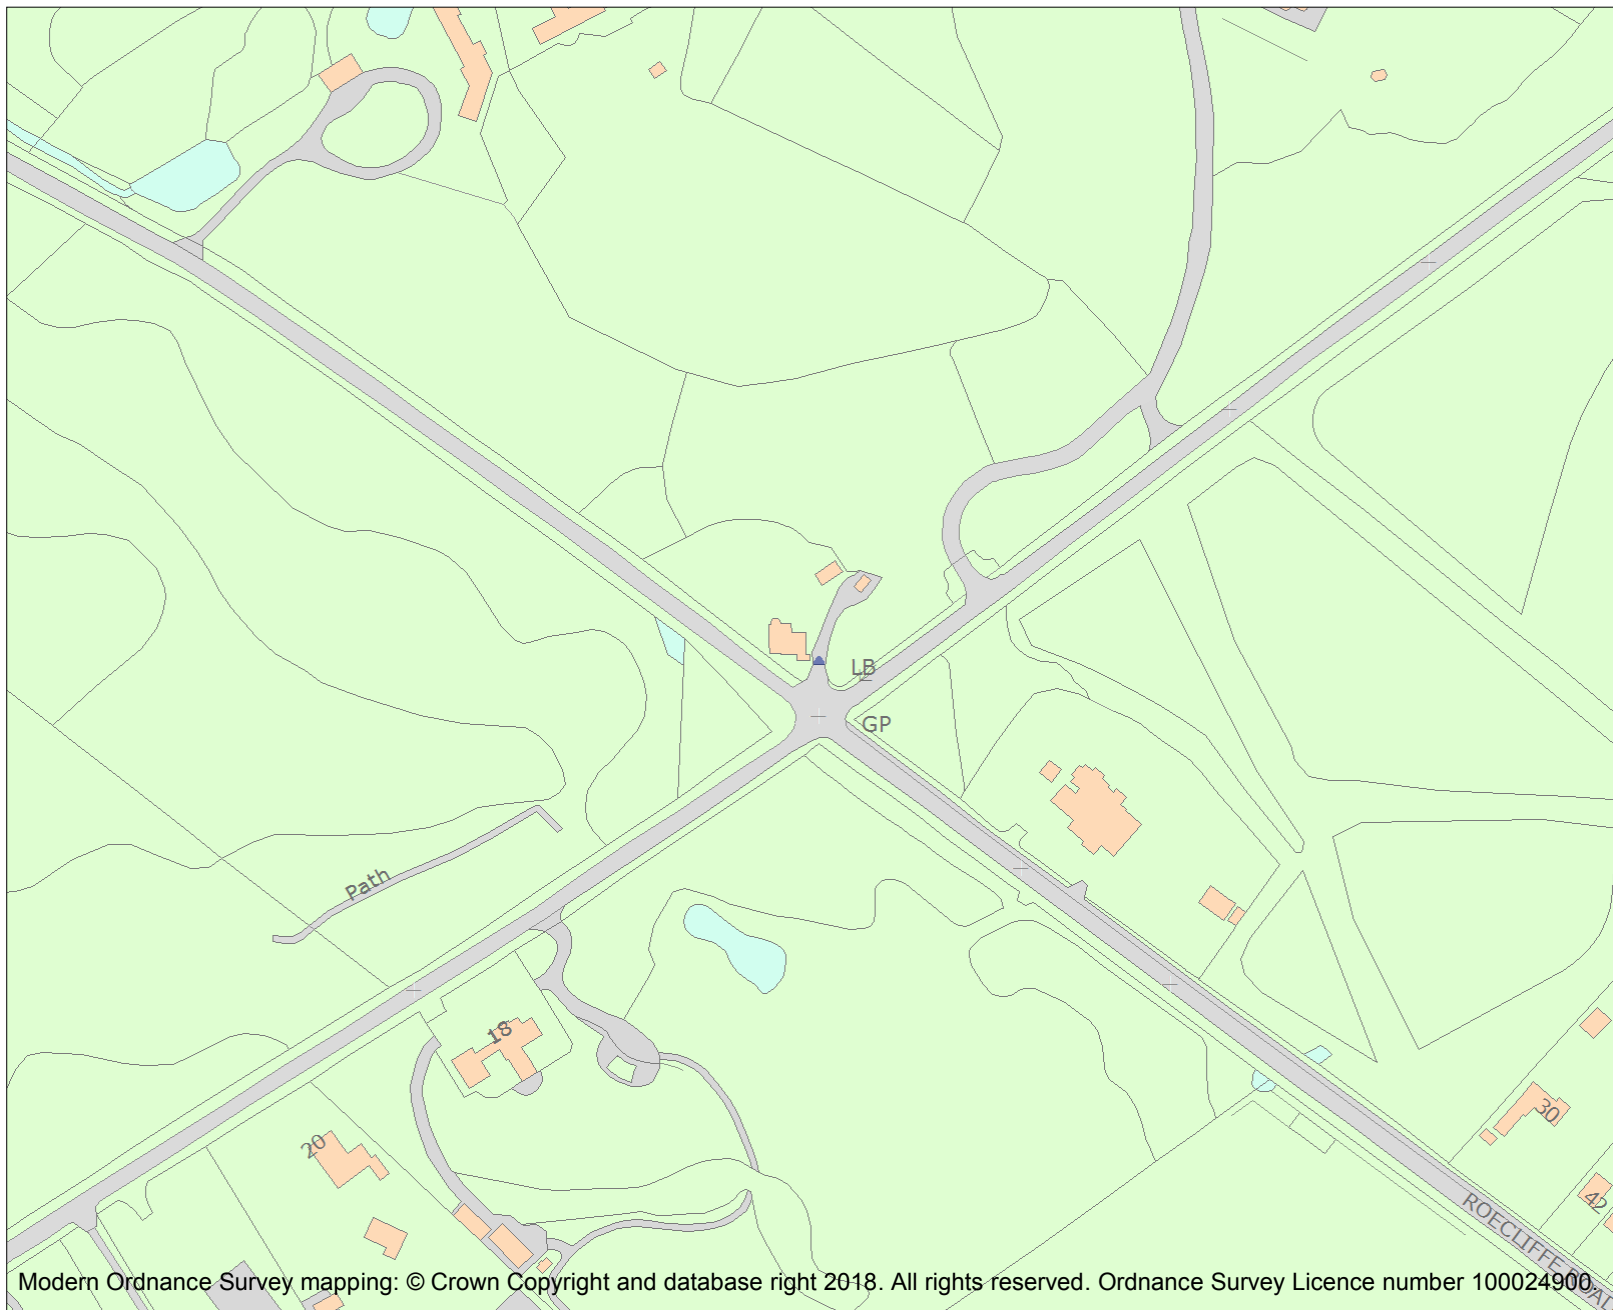 LB
GP
Path
18
20
30
42
ROECLIFFE ROAD
Modern Ordnance Survey mapping: © Crown Copyright and database right 2018. All rights reserved. Ordnance Survey Licence number 100024900.